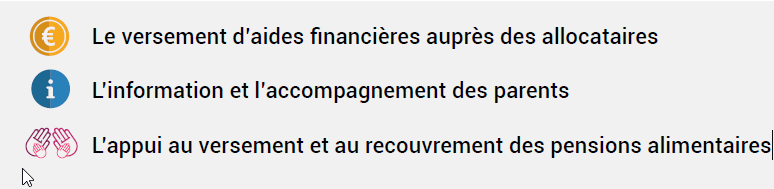 Le versement d'aides financières auprès des allocataires
L'information et l'accompagnement des parents
L'appui au versement et au recouvrement des pensions alimentaires